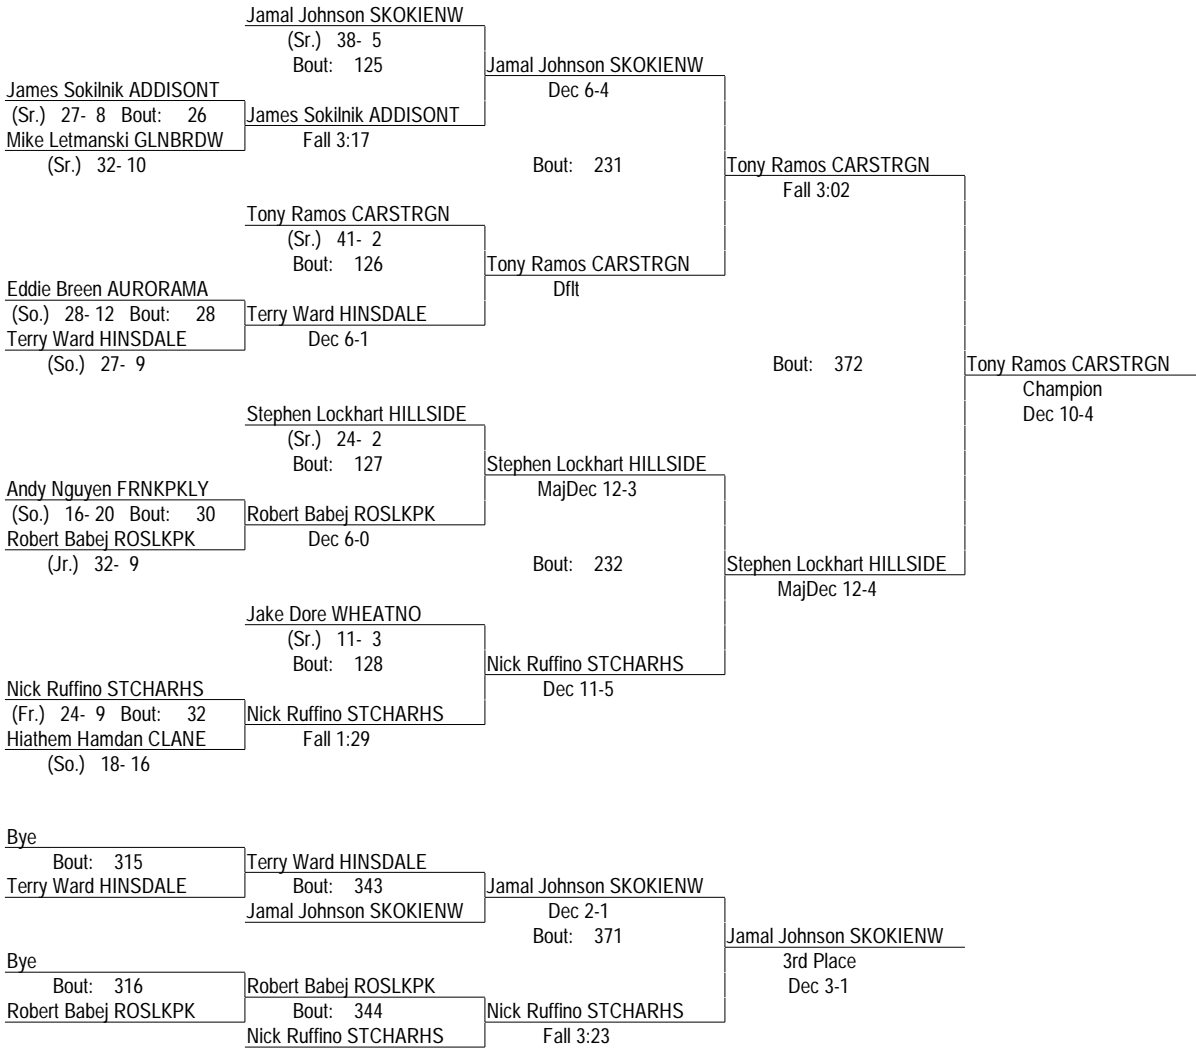 Jamal Johnson SKOKIENW
(Sr.) 38- 5
Bout: 125 Jamal Johnson SKOKIENW
James Sokilnik ADDISONT Dec 6-4
(Sr.) 27- 8 Bout: 26 James Sokilnik ADDISONT
Mike Letmanski GLNBRDW Fall 3:17
(Sr.) 32- 10 Bout: 231 Tony Ramos CARSTRGN
Fall 3:02
Tony Ramos CARSTRGN
(Sr.) 41- 2
Bout: 126 Tony Ramos CARSTRGN
Eddie Breen AURORAMA Dflt
(So.) 28- 12 Bout: 28 Terry Ward HINSDALE
Terry Ward HINSDALE Dec 6-1
(So.) 27- 9 Bout: 372 Tony Ramos CARSTRGN
Champion
Stephen Lockhart HILLSIDE Dec 10-4
(Sr.) 24- 2
Bout: 127 Stephen Lockhart HILLSIDE
Andy Nguyen FRNKPKLY MajDec 12-3
(So.) 16- 20 Bout: 30 Robert Babej ROSLKPK
Robert Babej ROSLKPK Dec 6-0
(Jr.) 32- 9 Bout: 232 Stephen Lockhart HILLSIDE
MajDec 12-4
Jake Dore WHEATNO
(Sr.) 11- 3
Bout: 128 Nick Ruffino STCHARHS
Nick Ruffino STCHARHS Dec 11-5
(Fr.) 24- 9 Bout: 32 Nick Ruffino STCHARHS
Hiathem Hamdan CLANE Fall 1:29
(So.) 18- 16
Bye
Bout: 315 Terry Ward HINSDALE
Terry Ward HINSDALE Bout: 343 Jamal Johnson SKOKIENW
Jamal Johnson SKOKIENW Dec 2-1
Bout: 371 Jamal Johnson SKOKIENW
Bye 3rd Place
Bout: 316 Robert Babej ROSLKPK Dec 3-1
Robert Babej ROSLKPK Bout: 344 Nick Ruffino STCHARHS
Nick Ruffino STCHARHS Fall 3:23